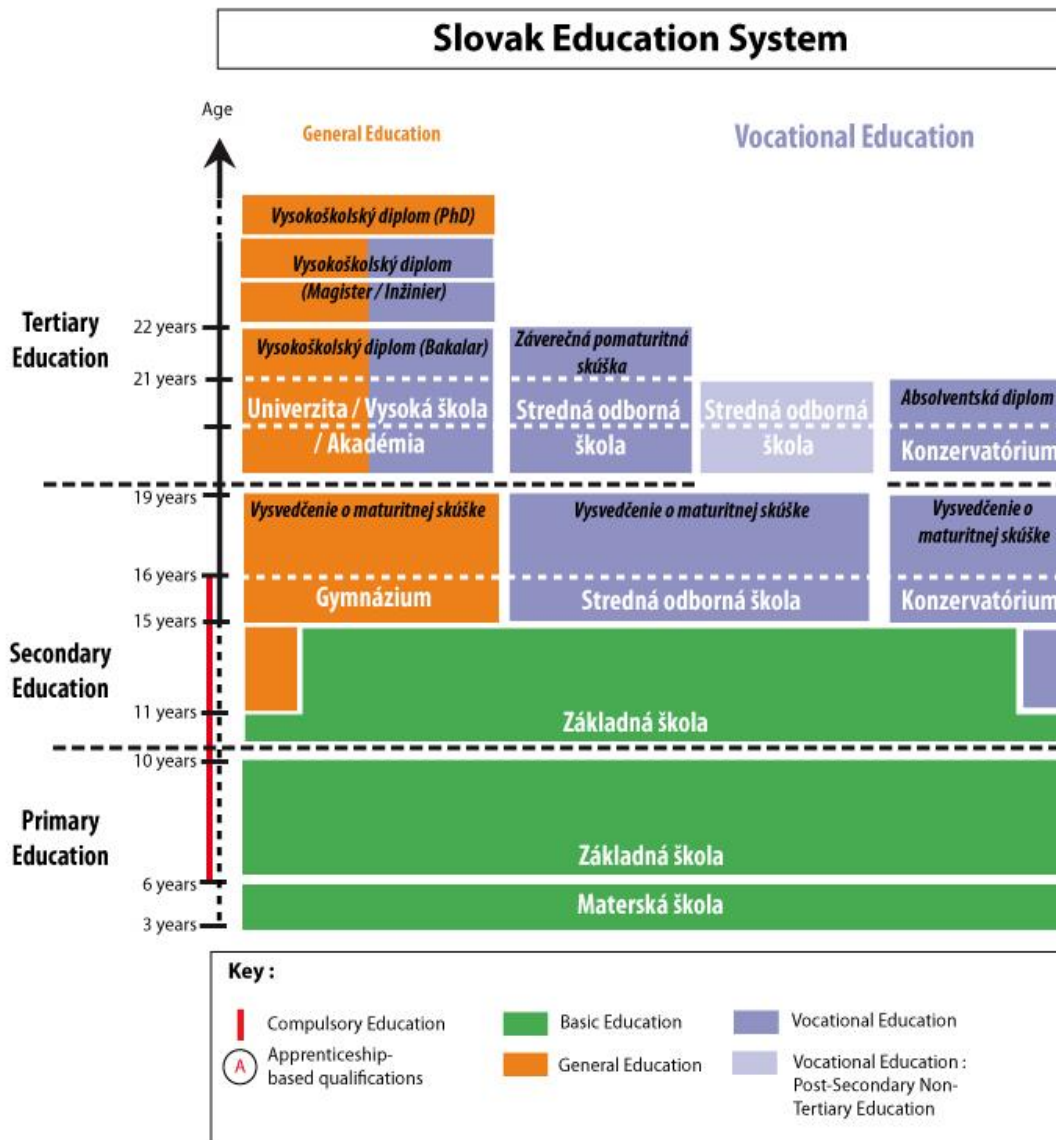 Slovak Education System
Age
General Education
Vocational Education
Vysokoškolský diplom (PhD)
Vysokoškolský diplom
(Magister / Inžinier)
Tertiary
Education
22 years
21 years
Vysokoškolský diplom (Bakalar)
Univerzita / Vysoká škola
/ Akadémia
Záverečná pomaturitná
skúška
Stredná odborná
škola
Stredná odborná
škola
Absolventská diplom
Konzervatórium
19 years
Vysvedčenie o maturitnej skúške
Vysvedčenie o maturitnej skúške
Vysvedčenie o
maturitnej skúške
16 years
Gymnázium
Stredná odborná škola
Konzervatórium
15 years
Secondary
Education
11 years
Základná škola
10 years
Primary
Education
Základná škola
6 years
Materská škola
3 years
Key :
Compulsory Education
A
Apprenticeship-
based qualifications
Basic Education
General Education
Vocational Education
Vocational Education :
Post-Secondary Non-
Tertiary Education